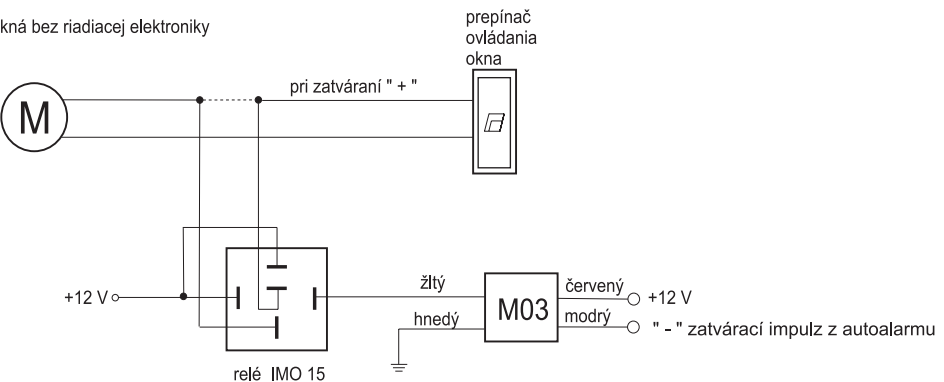 kná bez riadiacej elektroniky
prepínač
ovládania
okna
pri zatváraní " + "
M
+12 V
žltý
hnedý
M03
červený
+12 V
modrý
" - " zatvárací impulz z autoalarmu
relé IMO 15